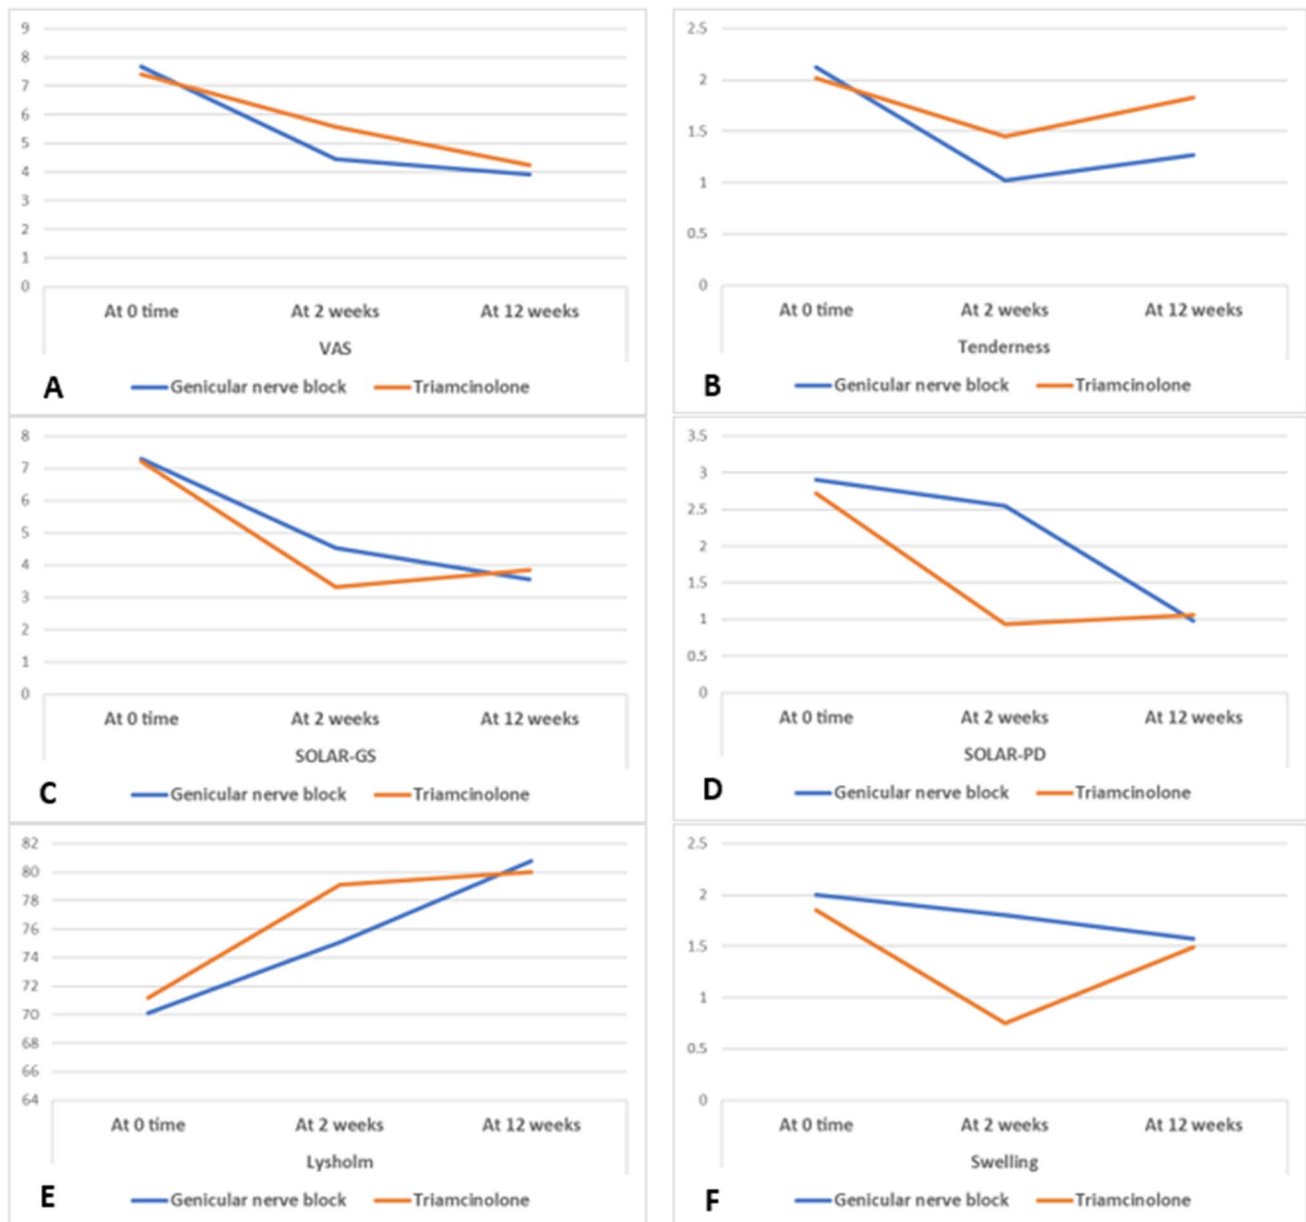 9
8
7
6
5
4
3
2
1
0
At 0 time At 2 weeks At 12 weeks
VAS
A Genicular nerve block Triamcinolone
2.5
2
1.5
1
0.5
0
At 0 time At 2 weeks At 12 weeks
Tenderness
B Genicular nerve block Triamcinolone
8
7
6
5
4
3
2
1
0
At 0 time At 2 weeks At 12 weeks
SOLAR-GS
C Genicular nerve block Triamcinolone
3.5
3
2.5
2
1.5
1
0.5
0
At 0 time At 2 weeks At 12 weeks
SOLAR-PD
D Genicular nerve block Triamcinolone
82
80
78
76
74
72
70
68
66
64
At 0 time At 2 weeks At 12 weeks
Lysholm
E Genicular nerve block Triamcinolone
2.5
2
1.5
1
0.5
0
At 0 time At 2 weeks At 12 weeks
Swelling
F Genicular nerve block Triamcinolone